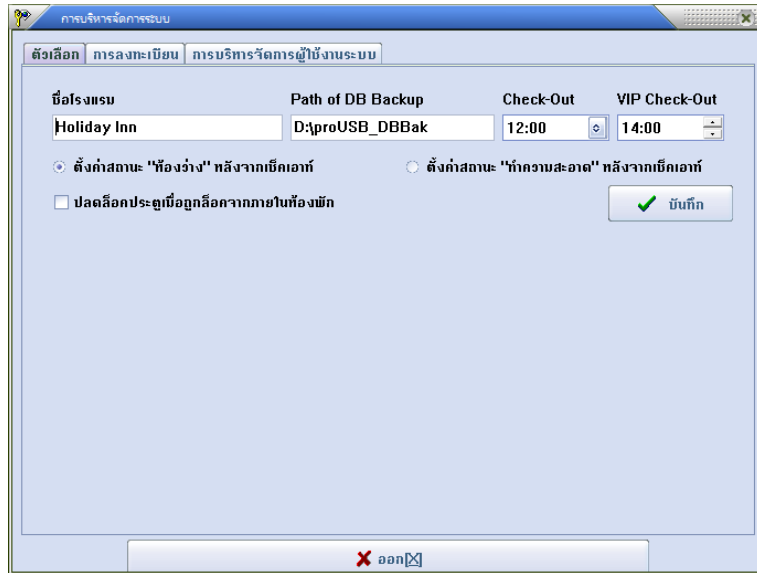 การบริหารจัดการระบบ
ตัวเลือก การลงทะเบียน การบริหารจัดการผู้ใช้งานระบบ
ชื่อโรงแรม Path of DB Backup Check-Out VIP Check-Out
Holiday Inn D:\proUSB_DBBak 12:00 14:00
ตั้งค่าสถานะ "ห้องว่าง" หลังจากเช็คเอาท์ ตั้งค่าสถานะ "ทำความสะอาด" หลังจากเช็คเอาท์
ปลดล็อคประตูเมื่อถูกล็อคจากภายในห้องพัก บันทึก
ออก[X]